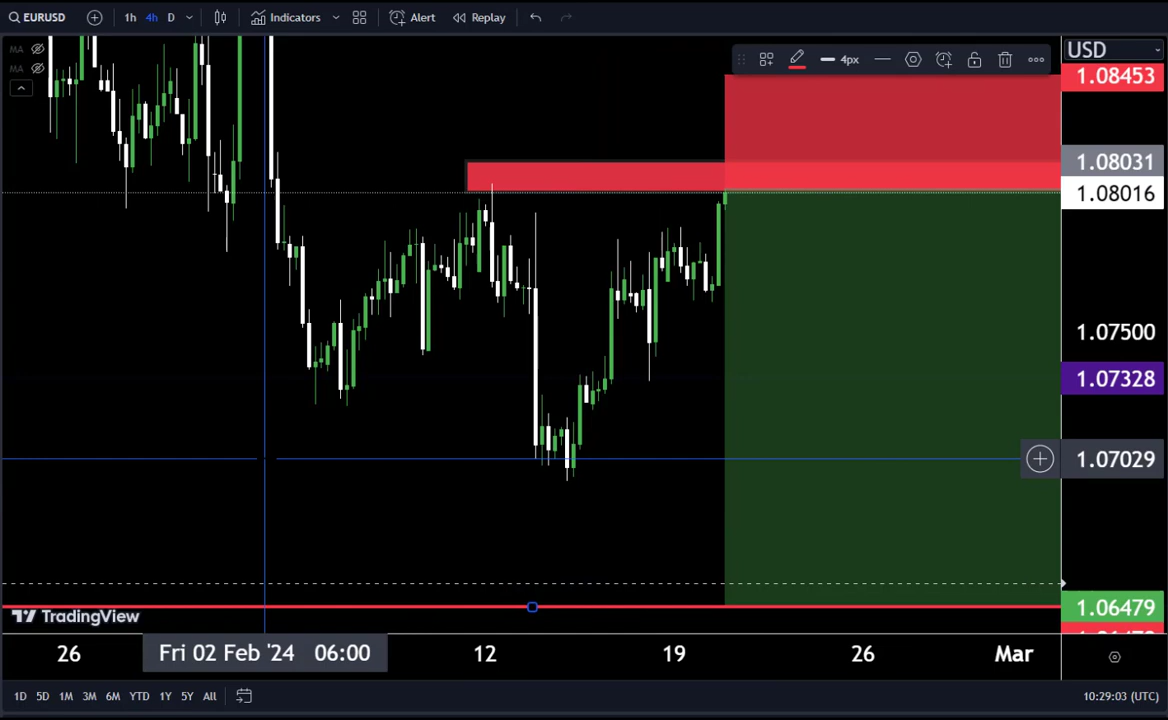 EURUSD 1h 4h D Indicators Alert Replay
MA
MA
4px
USD
1.08453
1.08031
1.08016
1.07500
1.07328
1.07029
1.06479
TradingView
26 Fri 02 Feb '24 06:00 12 19 26 Mar
1D 5D 1M 3M 6M YTD 1Y 5Y All 10:29:03 (UTC)